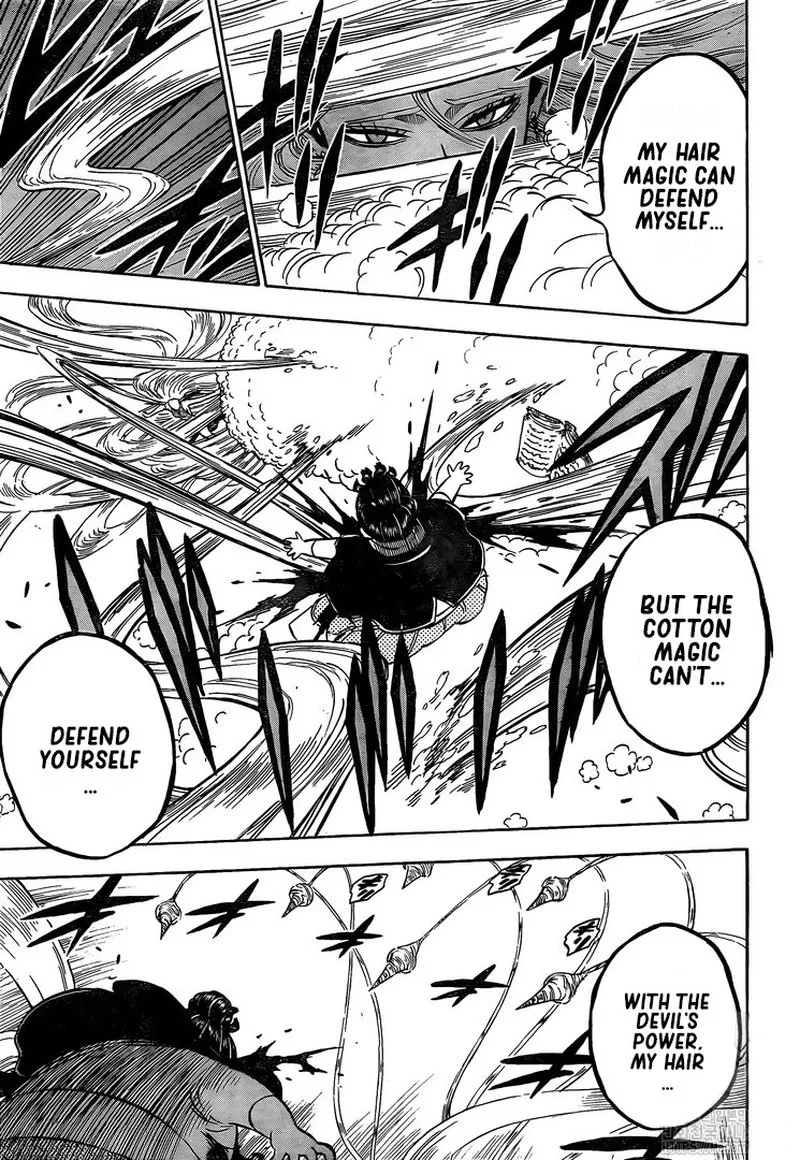 MY HAIR
MAGIC CAN
DEFEND
MYSELF...
BUT THE
COTTON
MAGIC
CAN'T...
DEFEND
YOURSELF
...
WITH THE
DEVIL'S
POWER,
MY HAIR
...